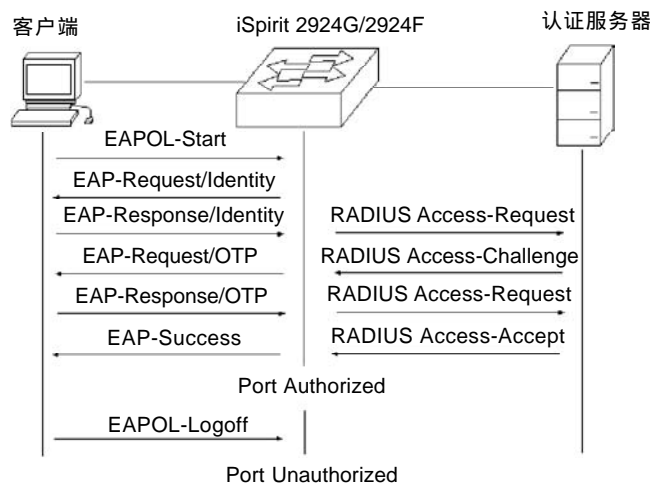 客户端
iSpirit 2924G/2924F
认证服务器
EAPOL-Start
EAP-Request/Identity
EAP-Response/Identity
RADIUS Access-Request
EAP-Request/OTP
RADIUS Access-Challenge
EAP-Response/OTP
RADIUS Access-Request
EAP-Success
RADIUS Access-Accept
Port Authorized
EAPOL-Logoff
Port Unauthorized